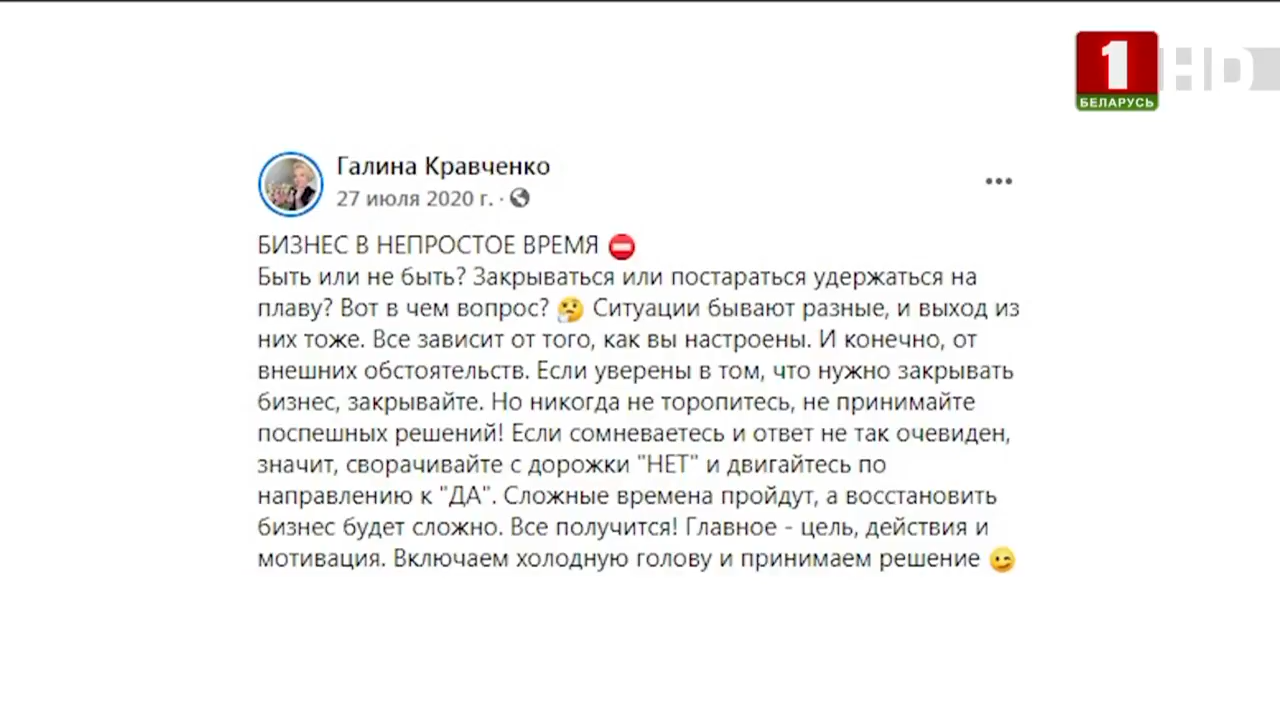 1
БЕЛАРУСЬ
HD
Галина Кравченко
27 июля 2020 г. ·
БИЗНЕС В НЕПРОСТОЕ ВРЕМЯ ⛔
Быть или не быть? Закрываться или постараться удержаться на
плаву? Вот в чем вопрос? 🤔 Ситуации бывают разные, и выход из
них тоже. Все зависит от того, как вы настроены. И конечно, от
внешних обстоятельств. Если уверены в том, что нужно закрывать
бизнес, закрывайте. Но никогда не торопитесь, не принимайте
поспешных решений! Если сомневаетесь и ответ не так очевиден,
значит, сворачивайте с дорожки "НЕТ" и двигайтесь по
направлению к "ДА". Сложные времена пройдут, а восстановить
бизнес будет сложно. Все получится! Главное - цель, действия и
мотивация. Включаем холодную голову и принимаем решение 😉